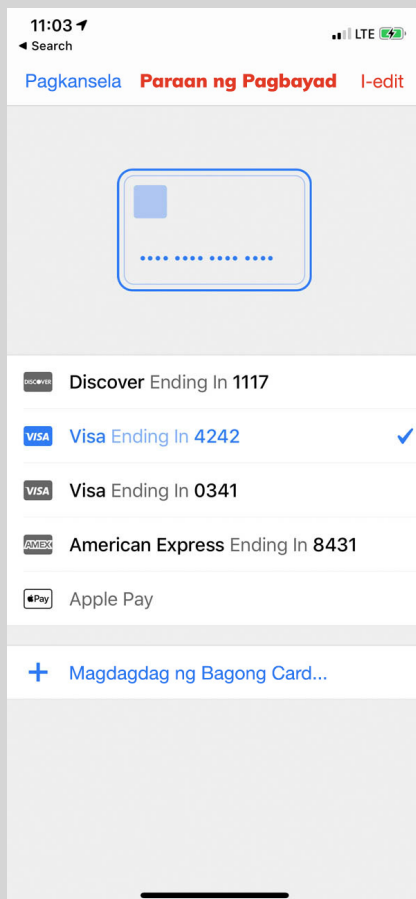 11:03
LTE
◀ Search
Pagkansela Paraan ng Pagbayad I-edit
DISCOVER Discover Ending In 1117
VISA Visa Ending In 4242
VISA Visa Ending In 0341
AMEX American Express Ending In 8431
Pay Apple Pay
+ Magdagdag ng Bagong Card...